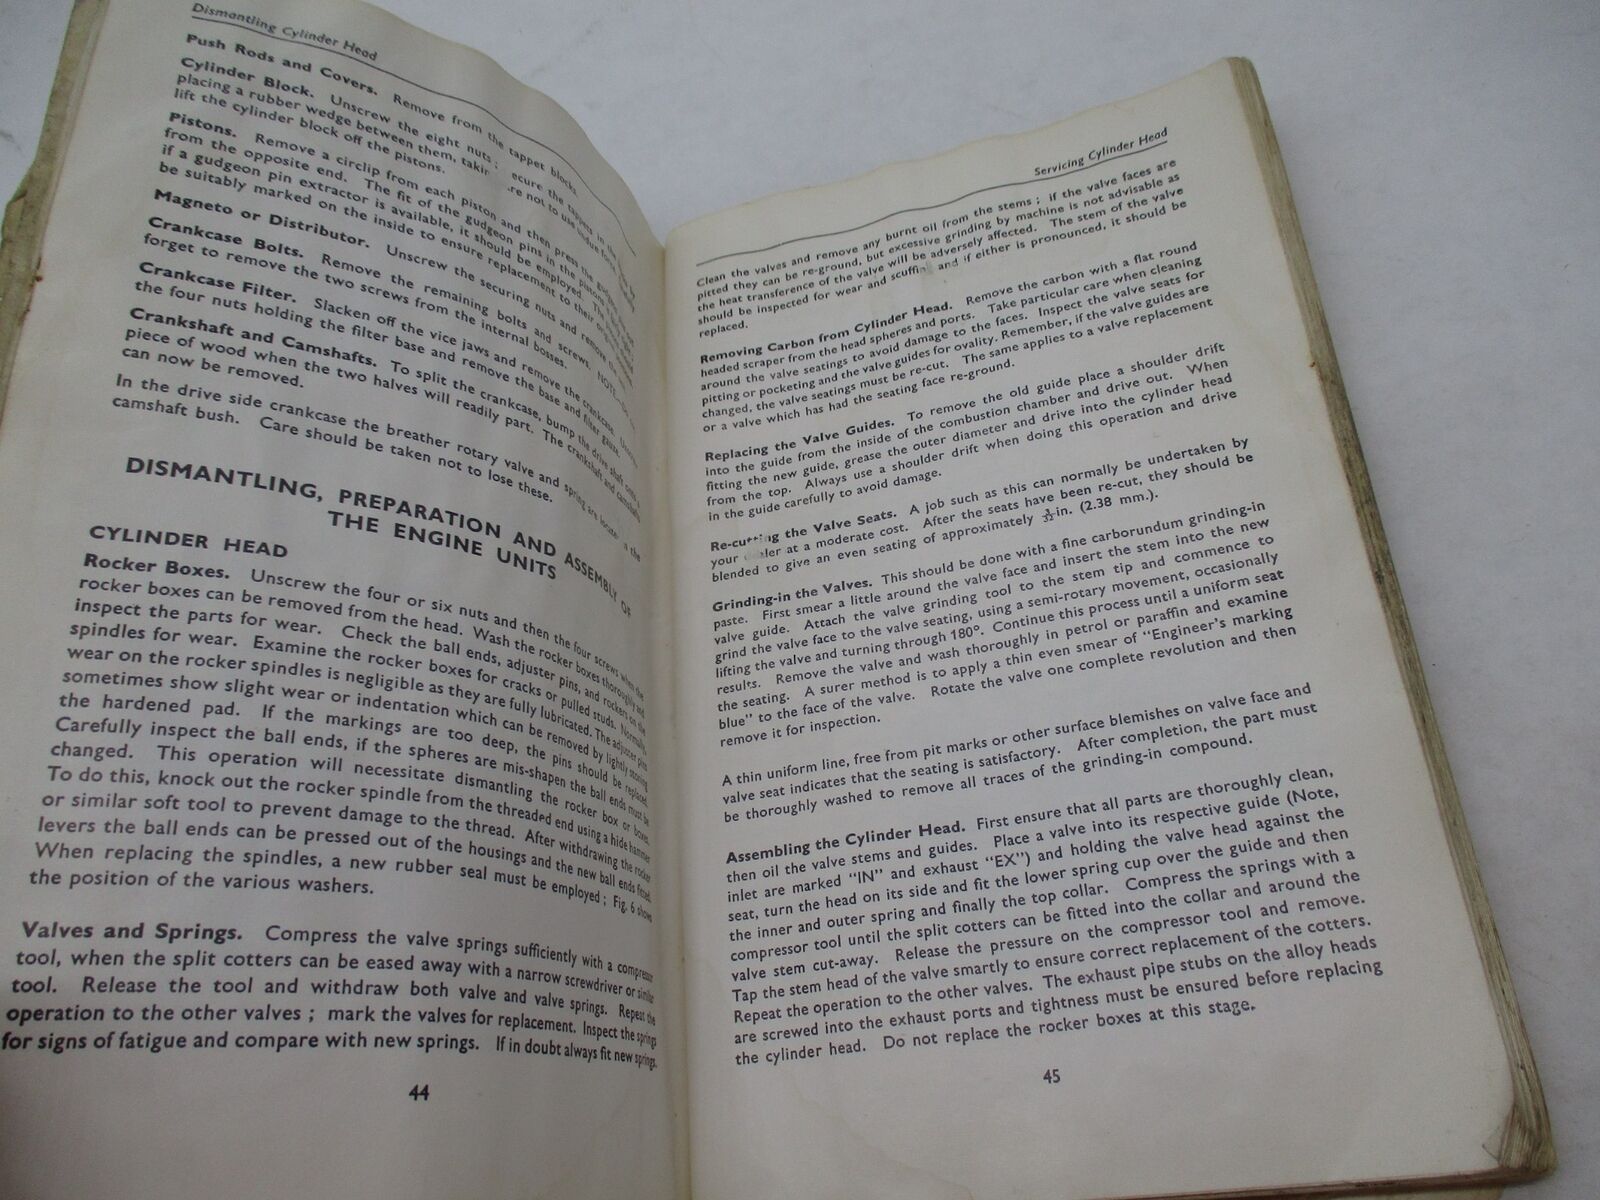 Dismantling Cylinder Head
Push Rods and Covers. Remove from the tappet blocks.
Cylinder Block. Unscrew the eight nuts; secure the tappets in the
placing a rubber wedge between them, taking
lift the cylinder block off the pistons.
Pistons. Remove a circlip from each piston and then press the gudgeon
from the opposite end. The fit of the gudgeon pins in the pistons
if a gudgeon pin extractor is available, it should be employed. The
be suitably marked on the inside to ensure replacement to their original
Magneto or Distributor. Unscrew the securing nuts and remove the unit.
Crankcase Bolts. Remove the remaining bolts and screws. NOTE—Do
forget to remove the two screws from the internal bosses.
Crankcase Filter. Slacken off the vice jaws and remove the crankcase.
the four nuts holding the filter base and remove the base and filter gauze.
Crankshaft and Camshafts. To split the crankcase, bump the drive shaft onto a
piece of wood when the two halves will readily part. The crankshaft and camshafts
can now be removed.
In the drive side crankcase the breather rotary valve and spring are located in the
camshaft bush. Care should be taken not to lose these.
DISMANTLING, PREPARATION AND ASSEMBLY OF
THE ENGINE UNITS
CYLINDER HEAD
Rocker Boxes. Unscrew the four or six nuts and then the four screws when the
rocker boxes can be removed from the head. Wash the rocker boxes thoroughly and
inspect the parts for wear. Check the ball ends, adjuster pins, and rockers on the
spindles for wear. Examine the rocker boxes for cracks or pulled studs. Normally,
wear on the rocker spindles is negligible as they are fully lubricated. The adjuster pins
sometimes show slight wear or indentation which can be removed by lightly stoning
the hardened pad. If the markings are too deep, the pins should be replaced.
Carefully inspect the ball ends, if the spheres are mis-shapen the ball ends must be
changed. This operation will necessitate dismantling the rocker box or boxes.
To do this, knock out the rocker spindle from the threaded end using a hide hammer
or similar soft tool to prevent damage to the thread. After withdrawing the rocker
levers the ball ends can be pressed out of the housings and the new ball ends fitted.
When replacing the spindles, a new rubber seal must be employed; Fig. 6 shows
the position of the various washers.
Valves and Springs. Compress the valve springs sufficiently with a compressor
tool, when the split cotters can be eased away with a narrow screwdriver or similar
tool. Release the tool and withdraw both valve and valve springs. Repeat the
operation to the other valves; mark the valves for replacement. Inspect the springs
for signs of fatigue and compare with new springs. If in doubt always fit new springs.
44
Servicing Cylinder Head
Clean the valves and remove any burnt oil from the stems; if the valve faces are
pitted they can be re-ground, but excessive grinding by machine is not advisable as
the heat transference of the valve will be adversely affected. The stem of the valve
should be inspected for wear and scuffing and if either is pronounced, it should be
replaced.
Removing Carbon from Cylinder Head. Remove the carbon with a flat round
headed scraper from the head spheres and ports. Take particular care when cleaning
around the valve seatings to avoid damage to the faces. Inspect the valve seats for
pitting or pocketing and the valve guides for ovality. Remember, if the valve guides are
changed, the valve seatings must be re-cut. The same applies to a valve replacement
or a valve which has had the seating face re-ground.
Replacing the Valve Guides. To remove the old guide place a shoulder drift
into the guide from the inside of the combustion chamber and drive out. When
fitting the new guide, grease the outer diameter and drive into the cylinder head
from the top. Always use a shoulder drift when doing this operation and drive
in the guide carefully to avoid damage.
Re-cutting the Valve Seats. A job such as this can normally be undertaken by
your dealer at a moderate cost. After the seats have been re-cut, they should be
blended to give an even seating of approximately 3/32in. (2.38 mm.).
Grinding-in the Valves. This should be done with a fine carborundum grinding-in
paste. First smear a little around the valve face and insert the stem into the new
valve guide. Attach the valve grinding tool to the stem tip and commence to
grind the valve face to the valve seating, using a semi-rotary movement, occasionally
lifting the valve and turning through 180°. Continue this process until a uniform seat
results. Remove the valve and wash thoroughly in petrol or paraffin and examine
the seating. A surer method is to apply a thin even smear of "Engineer's marking
blue" to the face of the valve. Rotate the valve one complete revolution and then
remove it for inspection.
A thin uniform line, free from pit marks or other surface blemishes on valve face and
valve seat indicates that the seating is satisfactory. After completion, the part must
be thoroughly washed to remove all traces of the grinding-in compound.
Assembling the Cylinder Head. First ensure that all parts are thoroughly clean,
then oil the valve stems and guides. Place a valve into its respective guide (Note,
inlet are marked "IN" and exhaust "EX") and holding the valve head against the
seat, turn the head on its side and fit the lower spring cup over the guide and then
the inner and outer spring and finally the top collar. Compress the springs with a
compressor tool until the split cotters can be fitted into the collar and around the
valve stem cut-away. Release the pressure on the compressor tool and remove.
Tap the stem head of the valve smartly to ensure correct replacement of the cotters.
Repeat the operation to the other valves. The exhaust pipe stubs on the alloy heads
are screwed into the exhaust ports and tightness must be ensured before replacing
the cylinder head. Do not replace the rocker boxes at this stage.
45